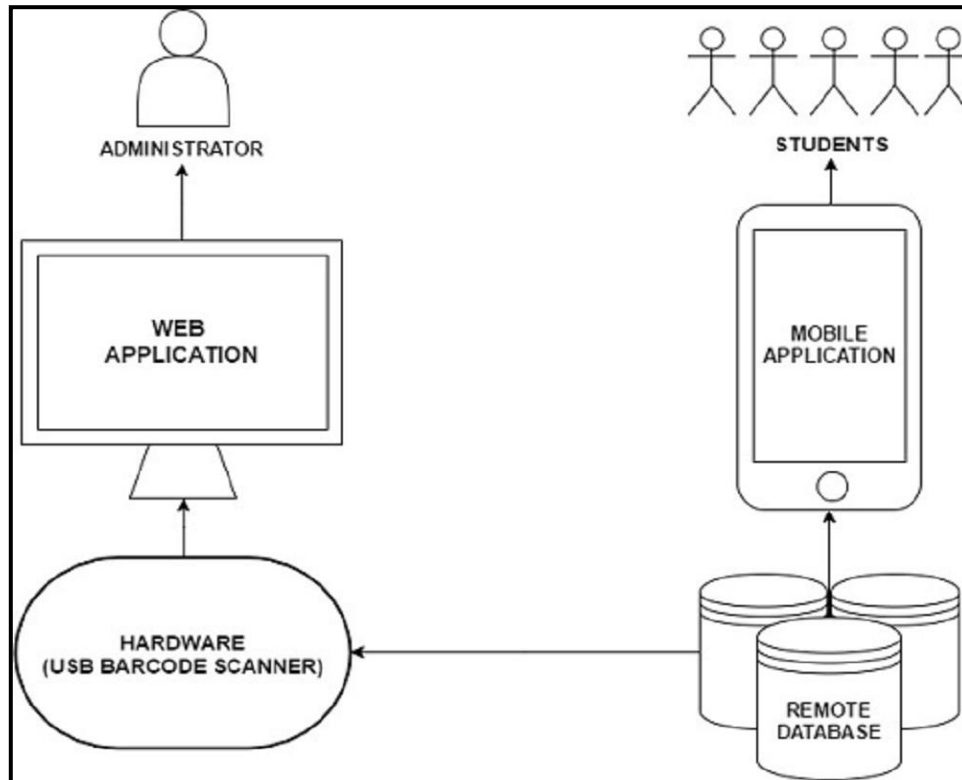 ADMINISTRATOR
STUDENTS
WEB
APPLICATION
MOBILE
APPLICATION
HARDWARE
(USB BARCODE SCANNER)
REMOTE
DATABASE